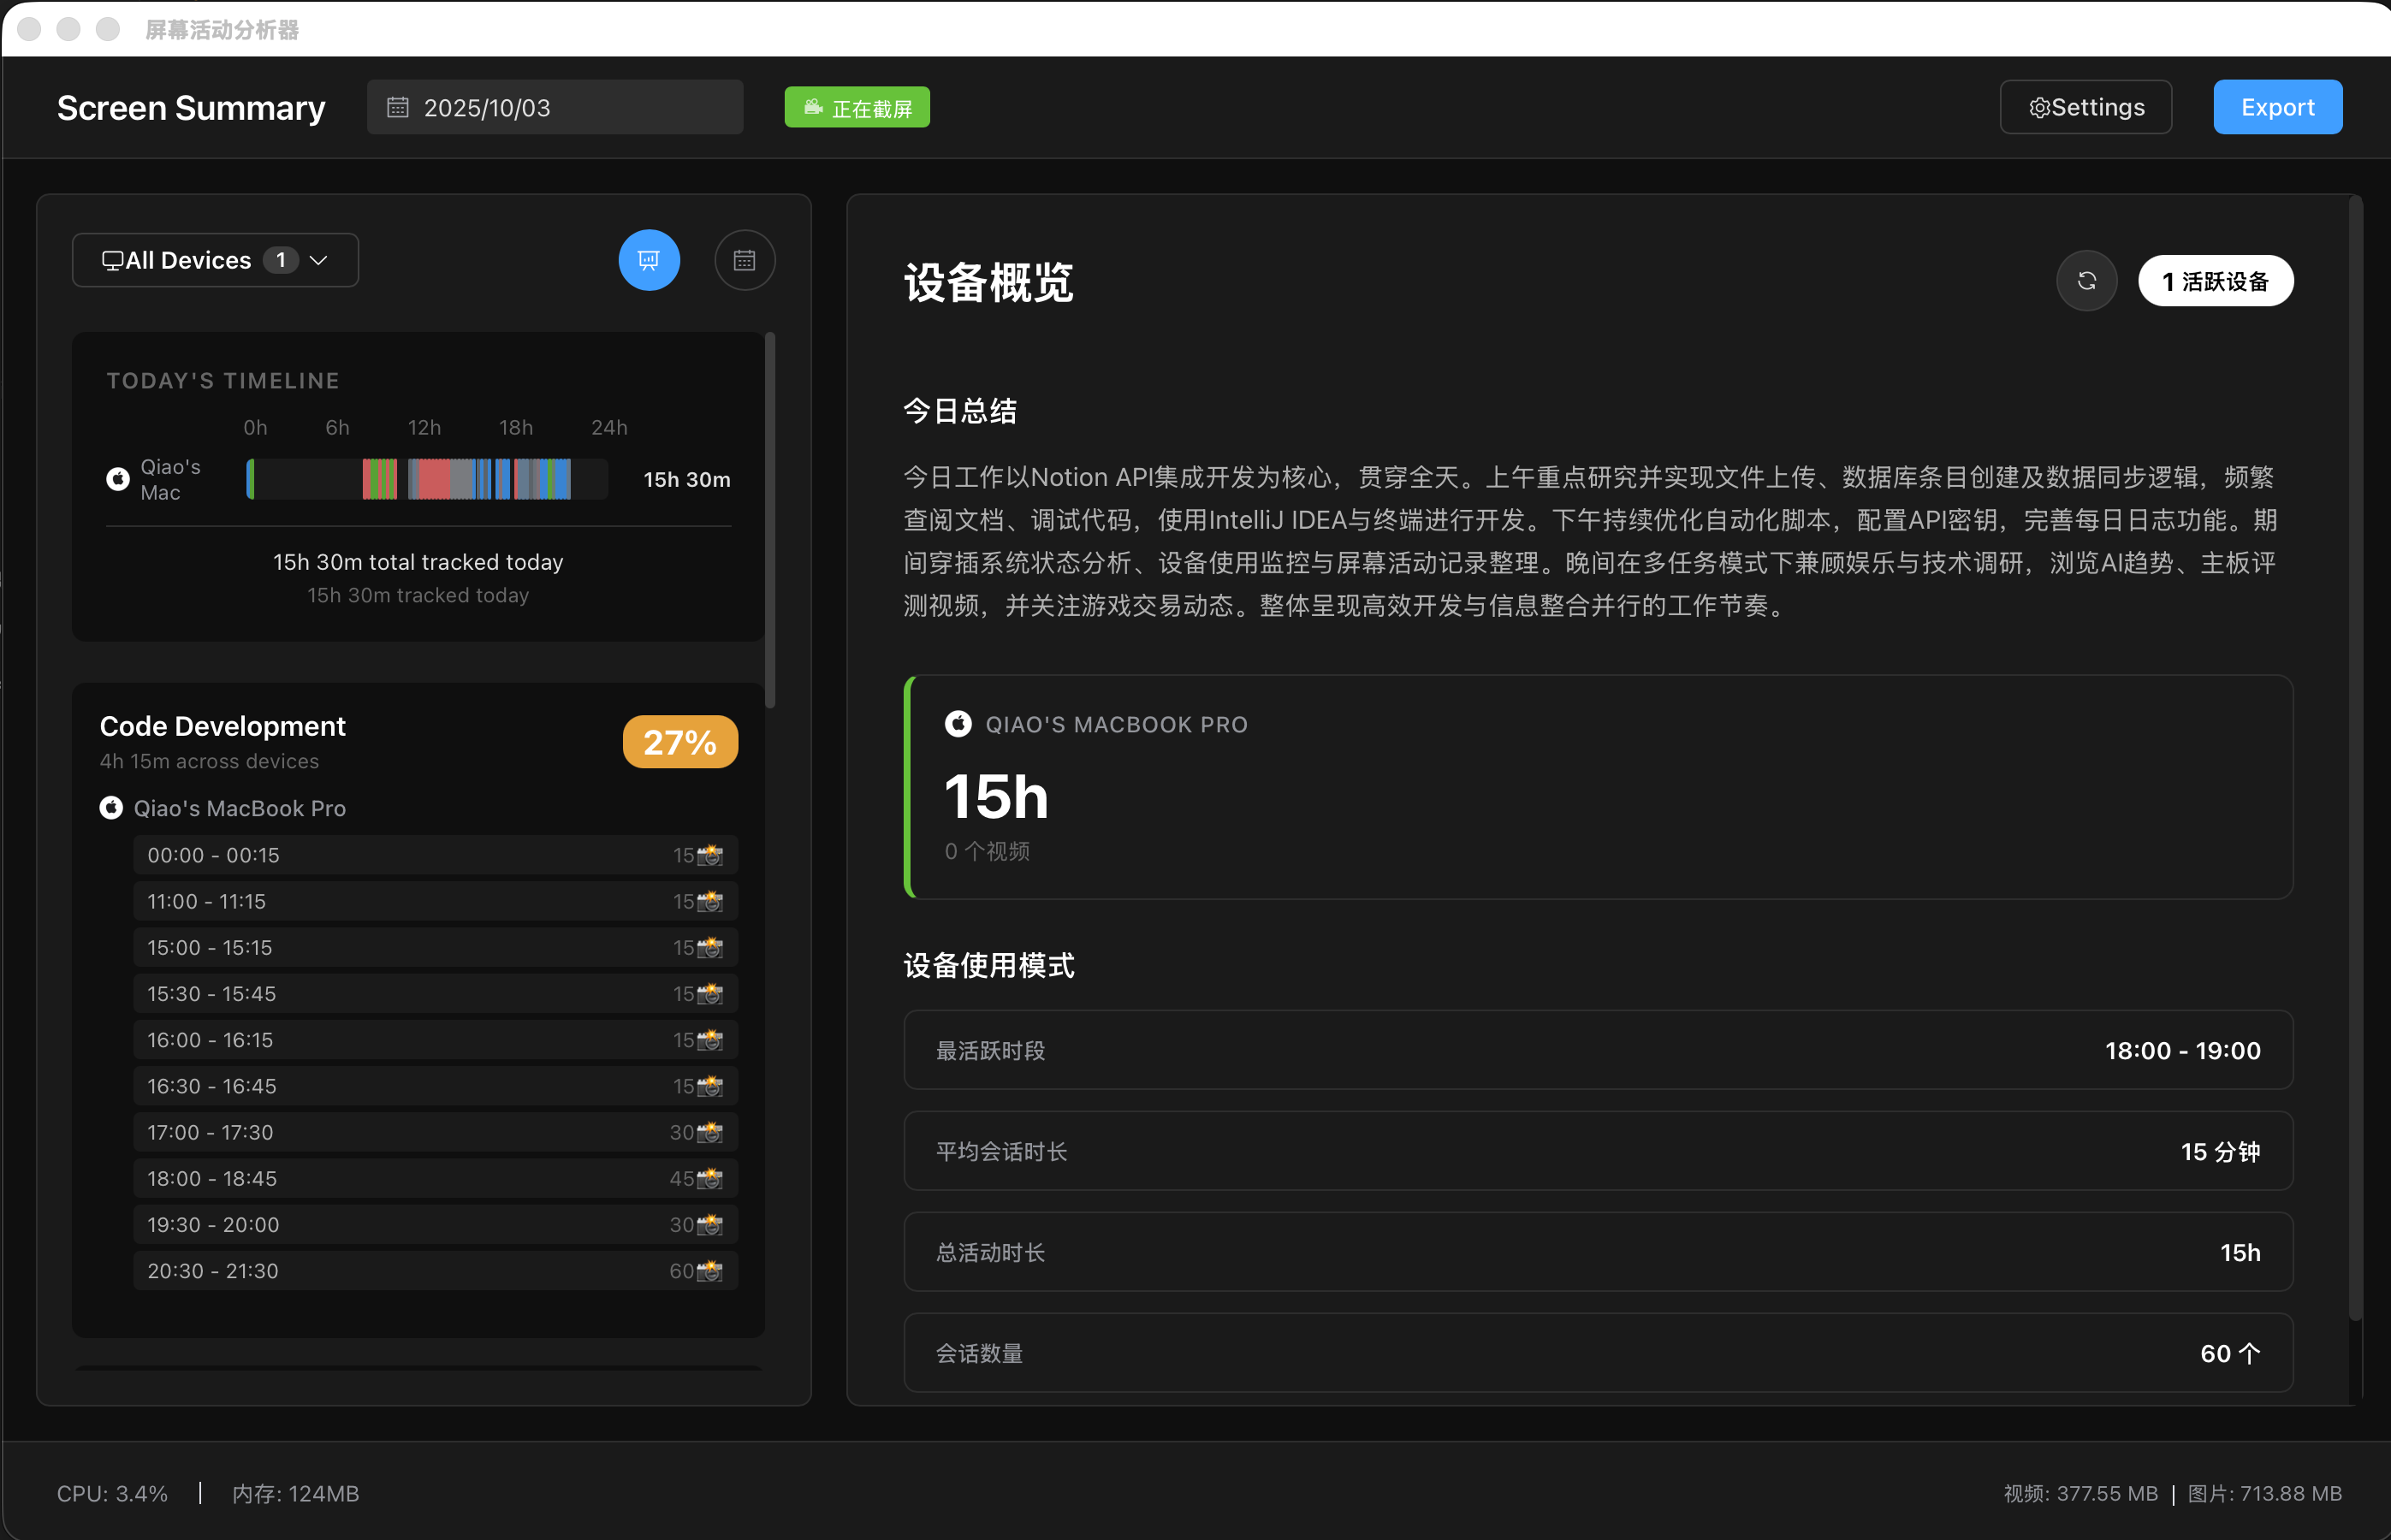 屏幕活动分析器
Screen Summary
2025/10/03
正在截屏
Settings
Export
All Devices 1
TODAY'S TIMELINE
0h 6h 12h 18h 24h
Qiao's
Mac
15h 30m
15h 30m total tracked today
15h 30m tracked today
Code Development
4h 15m across devices
27%
Qiao's MacBook Pro
00:00 - 00:15 15
11:00 - 11:15 15
15:00 - 15:15 15
15:30 - 15:45 15
16:00 - 16:15 15
16:30 - 16:45 15
17:00 - 17:30 30
18:00 - 18:45 45
19:30 - 20:00 30
20:30 - 21:30 60
设备概览
1 活跃设备
今日总结
今日工作以Notion API集成开发为核心，贯穿全天。上午重点研究并实现文件上传、数据库条目创建及数据同步逻辑，频繁
查阅文档、调试代码，使用IntelliJ IDEA与终端进行开发。下午持续优化自动化脚本，配置API密钥，完善每日日志功能。期
间穿插系统状态分析、设备使用监控与屏幕活动记录整理。晚间在多任务模式下兼顾娱乐与技术调研，浏览AI趋势、主板评
测视频，并关注游戏交易动态。整体呈现高效开发与信息整合并行的工作节奏。
QIAO'S MACBOOK PRO
15h
0 个视频
设备使用模式
最活跃时段 18:00 - 19:00
平均会话时长 15 分钟
总活动时长 15h
会话数量 60 个
CPU: 3.4% | 内存: 124MB
视频: 377.55 MB | 图片: 713.88 MB